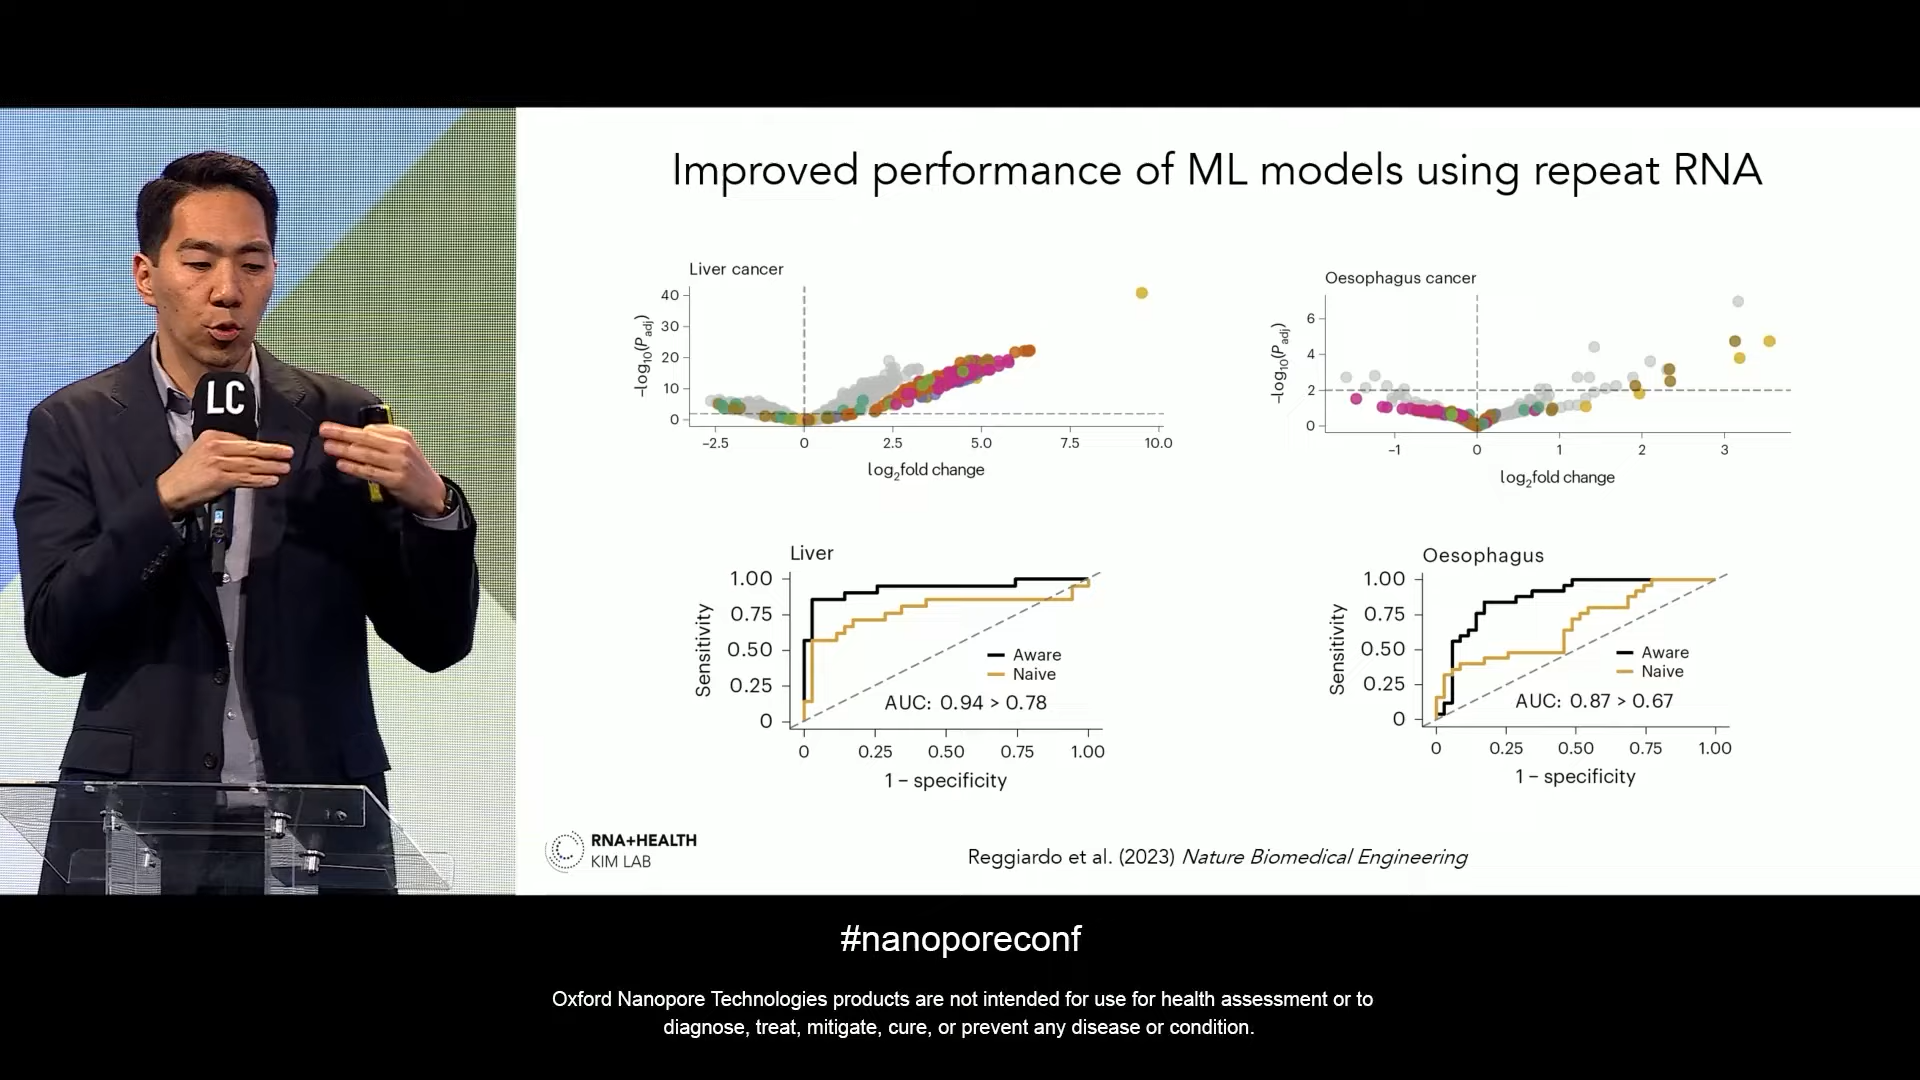 LC
Improved performance of ML models using repeat RNA
Liver cancer
40
30
20
10
0
–log10(Padj)
–2.5
0
2.5
5.0
7.5
10.0
log2fold change
Oesophagus cancer
6
4
2
0
–log10(Padj)
–1
0
1
2
3
log2fold change
Liver
1.00
0.75
0.50
0.25
0
Sensitivity
Aware
Naive
AUC: 0.94 > 0.78
0
0.25
0.50
0.75
1.00
1 – specificity
Oesophagus
1.00
0.75
0.50
0.25
0
Sensitivity
Aware
Naive
AUC: 0.87 > 0.67
0
0.25
0.50
0.75
1.00
1 – specificity
RNA+HEALTH
KIM LAB
Reggiardo et al. (2023) Nature Biomedical Engineering
#nanoporeconf
Oxford Nanopore Technologies products are not intended for use for health assessment or to
diagnose, treat, mitigate, cure, or prevent any disease or condition.